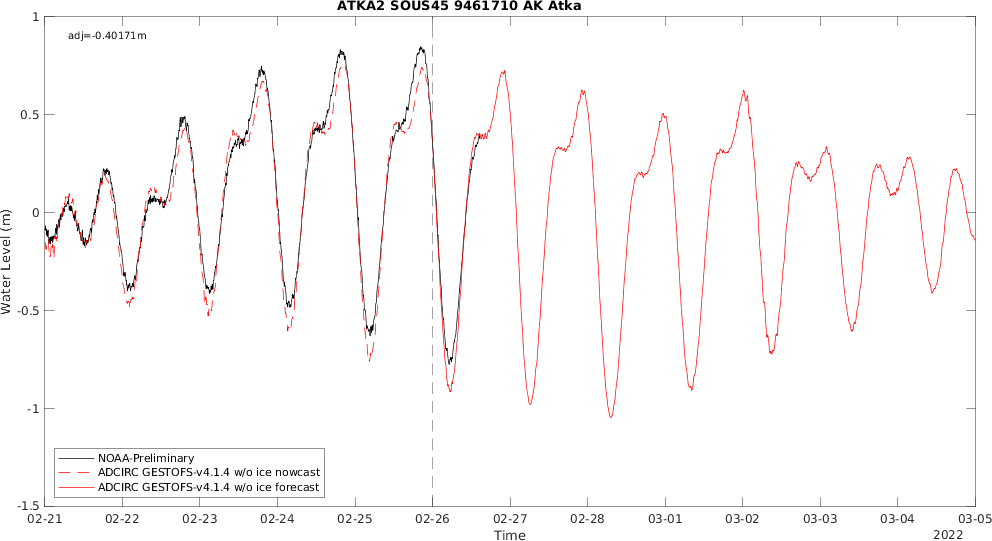 ATKA2 SOUS45 9461710 AK Atka
adj=-0.40171m
1
0.5
0
-0.5
-1
-1.5
Water Level (m)
NOAA-Preliminary
ADCIRC GESTOFS-v4.1.4 w/o ice nowcast
ADCIRC GESTOFS-v4.1.4 w/o ice forecast
02-21 02-22 02-23 02-24 02-25 02-26 02-27 02-28 03-01 03-02 03-03 03-04 03-05
Time
2022